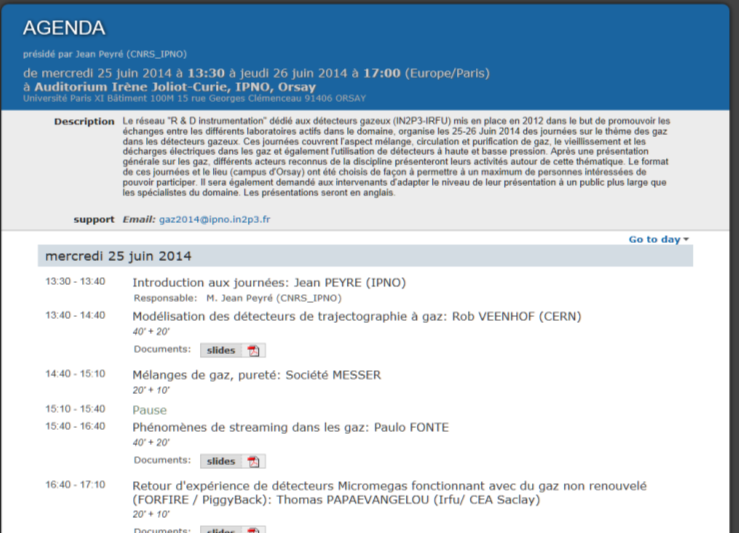 AGENDA
présidé par Jean Peyré (CNRS_IPNO)
de mercredi 25 juin 2014 à 13:30 à jeudi 26 juin 2014 à 17:00 (Europe/Paris)
à Auditorium Irène Joliot-Curie, IPNO, Orsay
Université Paris XI Bâtiment 100M 15 rue Georges Clémenceau 91406 ORSAY
Description Le réseau "R & D instrumentation" dédié aux détecteurs gazeux (IN2P3-IRFU) mis en place en 2012 dans le but de promouvoir les
échanges entre les différents laboratoires actifs dans le domaine, organise les 25-26 Juin 2014 des journées sur le thème des gaz
dans les détecteurs gazeux. Ces journées couvrent l'aspect mélange, circulation et purification de gaz, le vieillissement et les
décharges électriques dans les gaz et également l'utilisation de détecteurs à haute et basse pression. Après une présentation
générale sur les gaz, différents acteurs reconnus de la discipline présenteront leurs activités autour de cette thématique. Le format
de ces journées et le lieu (campus d'Orsay) ont été choisis de façon à permettre à un maximum de personnes intéressées de
pouvoir participer. Il sera également demandé aux intervenants d'adapter le niveau de leur présentation à un public plus large que
les spécialistes du domaine. Les présentations seront en anglais.
support Email: gaz2014@ipno.in2p3.fr
Go to day
mercredi 25 juin 2014
13:30 - 13:40 Introduction aux journées: Jean PEYRE (IPNO)
Responsable: M. Jean Peyré (CNRS_IPNO)
13:40 - 14:40 Modélisation des détecteurs de trajectographie à gaz: Rob VEENHOF (CERN)
40' + 20'
Documents: slides
14:40 - 15:10 Mélanges de gaz, pureté: Société MESSER
20' + 10'
15:10 - 15:40 Pause
15:40 - 16:40 Phénomènes de streaming dans les gaz: Paulo FONTE
40' + 20'
Documents: slides
16:40 - 17:10 Retour d'expérience de détecteurs Micromegas fonctionnant avec du gaz non renouvelé
(FORFIRE / PiggyBack): Thomas PAPAEVANGELOU (Irfu/ CEA Saclay)
20' + 10'
Documents: slides